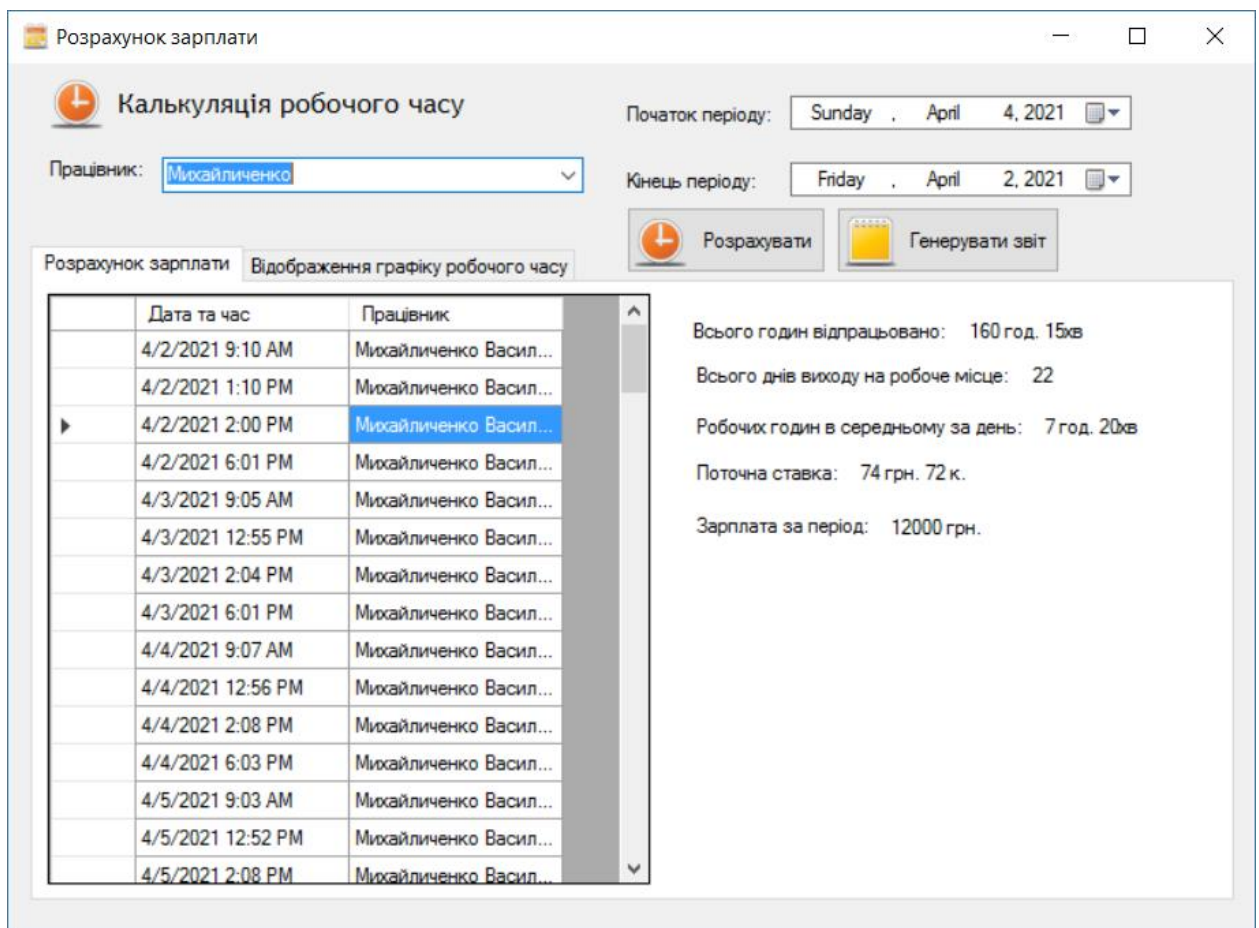 Розрахунок зарплати
Калькуляція робочого часу
Початок періоду: Sunday , April 4, 2021
Працівник: Михайличенко
Кінець періоду: Friday , April 2, 2021
Розрахувати Генерувати звіт
Розрахунок зарплати Відображення графіку робочого часу
Дата та час Працівник
4/2/2021 9:10 AM Михайличенко Васил...
4/2/2021 1:10 PM Михайличенко Васил...
4/2/2021 2:00 PM Михайличенко Васил...
4/2/2021 6:01 PM Михайличенко Васил...
4/3/2021 9:05 AM Михайличенко Васил...
4/3/2021 12:55 PM Михайличенко Васил...
4/3/2021 2:04 PM Михайличенко Васил...
4/3/2021 6:01 PM Михайличенко Васил...
4/4/2021 9:07 AM Михайличенко Васил...
4/4/2021 12:56 PM Михайличенко Васил...
4/4/2021 2:08 PM Михайличенко Васил...
4/4/2021 6:03 PM Михайличенко Васил...
4/5/2021 9:03 AM Михайличенко Васил...
4/5/2021 12:52 PM Михайличенко Васил...
4/5/2021 2:08 PM Михайличенко Васил...
Всього годин відпрацьовано: 160 год. 15хв
Всього днів виходу на робоче місце: 22
Робочих годин в середньому за день: 7 год. 20хв
Поточна ставка: 74 грн. 72 к.
Зарплата за період: 12000 грн.